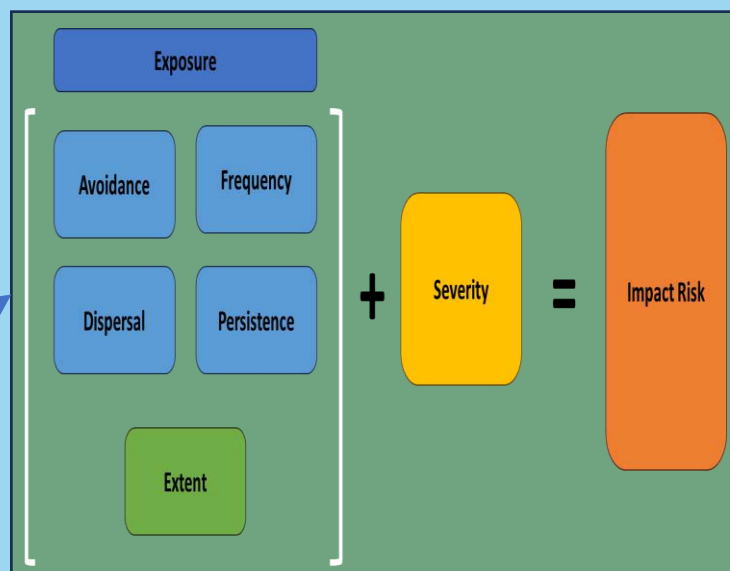 Exposure
Avoidance
Frequency
Dispersal
Persistence
+
Severity
=
Impact Risk
Extent